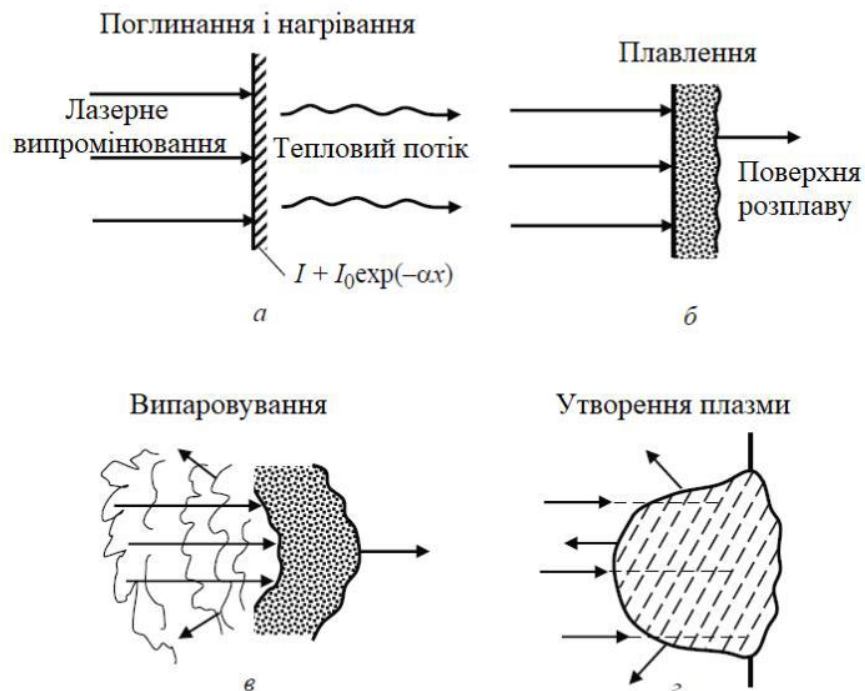 Поглинання і нагрівання
Плавлення
Лазерне
випромінювання
Тепловий потік
Поверхня
розплаву
I + I₀exp(–αx)
а
б
Випаровування
Утворення плазми
в
г